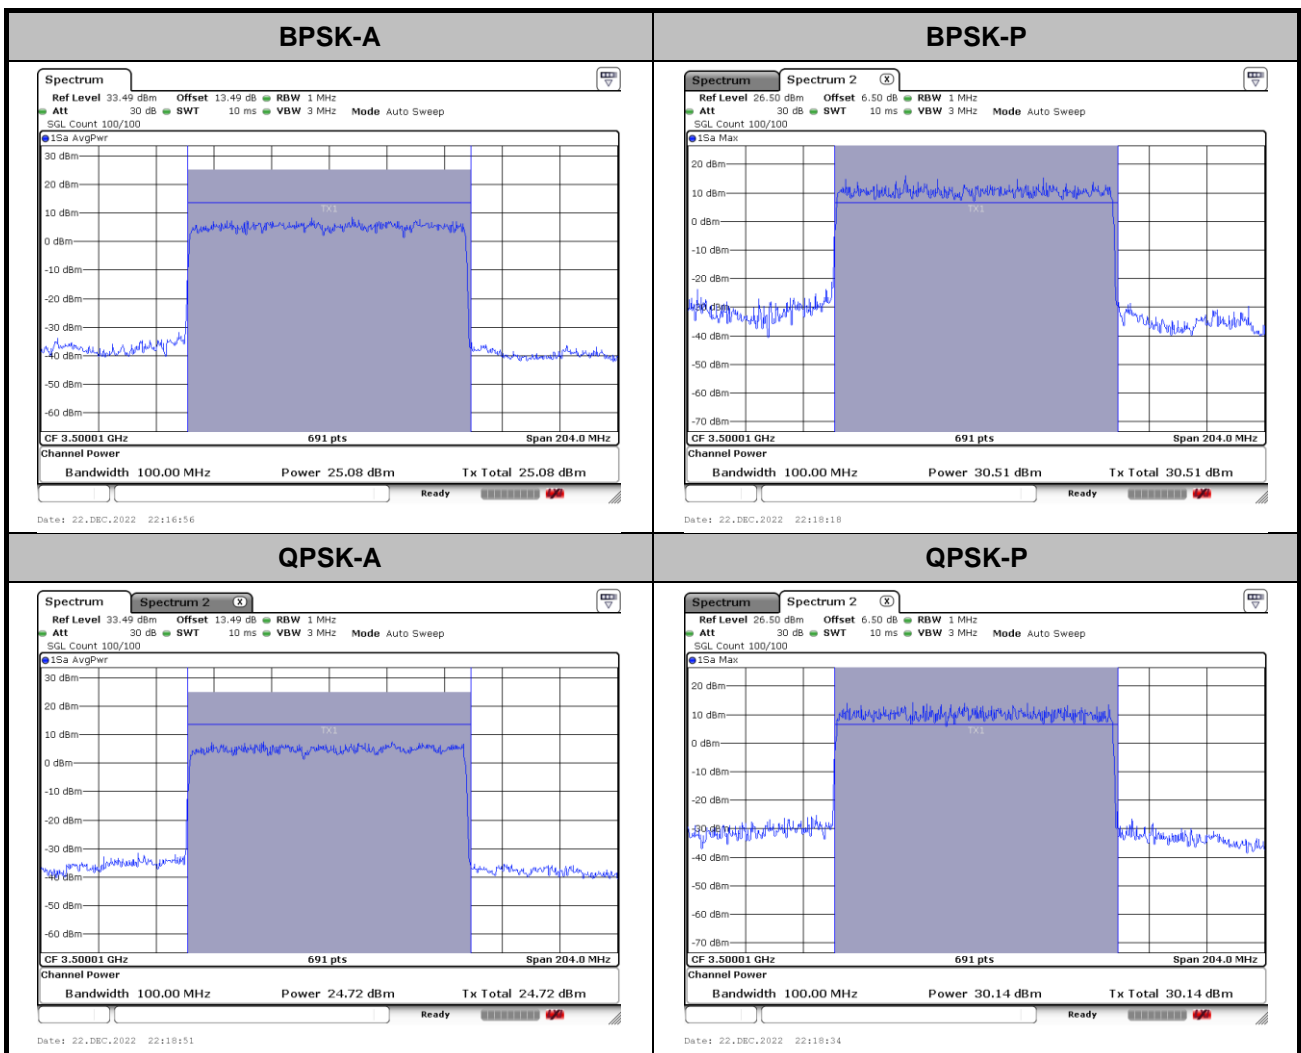 BPSK-A
BPSK-P
Spectrum
Ref Level 33.49 dBm Offset 13.49 dB RBW 1 MHz
Att 30 dB SWT 10 ms VBW 3 MHz Mode Auto Sweep
SGL Count 100/100
1Sa AvgPwr
30 dBm
20 dBm
10 dBm
TX1
0 dBm
-10 dBm
-20 dBm
-30 dBm
-40 dBm
-50 dBm
-60 dBm
CF 3.50001 GHz 691 pts Span 204.0 MHz
Channel Power
Bandwidth 100.00 MHz Power 25.08 dBm Tx Total 25.08 dBm
Ready
Date: 22.DEC.2022 22:16:56
Spectrum Spectrum 2 X
Ref Level 26.50 dBm Offset 6.50 dB RBW 1 MHz
Att 30 dB SWT 10 ms VBW 3 MHz Mode Auto Sweep
SGL Count 100/100
1Sa Max
20 dBm
10 dBm
TX1
0 dBm
-10 dBm
-20 dBm
-30 dBm
-40 dBm
-50 dBm
-60 dBm
-70 dBm
CF 3.50001 GHz 691 pts Span 204.0 MHz
Channel Power
Bandwidth 100.00 MHz Power 30.51 dBm Tx Total 30.51 dBm
Ready
Date: 22.DEC.2022 22:18:18
QPSK-A
QPSK-P
Spectrum Spectrum 2 X
Ref Level 33.49 dBm Offset 13.49 dB RBW 1 MHz
Att 30 dB SWT 10 ms VBW 3 MHz Mode Auto Sweep
SGL Count 100/100
1Sa AvgPwr
30 dBm
20 dBm
10 dBm
TX1
0 dBm
-10 dBm
-20 dBm
-30 dBm
-40 dBm
-50 dBm
-60 dBm
CF 3.50001 GHz 691 pts Span 204.0 MHz
Channel Power
Bandwidth 100.00 MHz Power 24.72 dBm Tx Total 24.72 dBm
Ready
Date: 22.DEC.2022 22:18:51
Spectrum Spectrum 2 X
Ref Level 26.50 dBm Offset 6.50 dB RBW 1 MHz
Att 30 dB SWT 10 ms VBW 3 MHz Mode Auto Sweep
SGL Count 100/100
1Sa Max
20 dBm
10 dBm
TX1
0 dBm
-10 dBm
-20 dBm
-30 dBm
-40 dBm
-50 dBm
-60 dBm
-70 dBm
CF 3.50001 GHz 691 pts Span 204.0 MHz
Channel Power
Bandwidth 100.00 MHz Power 30.14 dBm Tx Total 30.14 dBm
Ready
Date: 22.DEC.2022 22:18:34